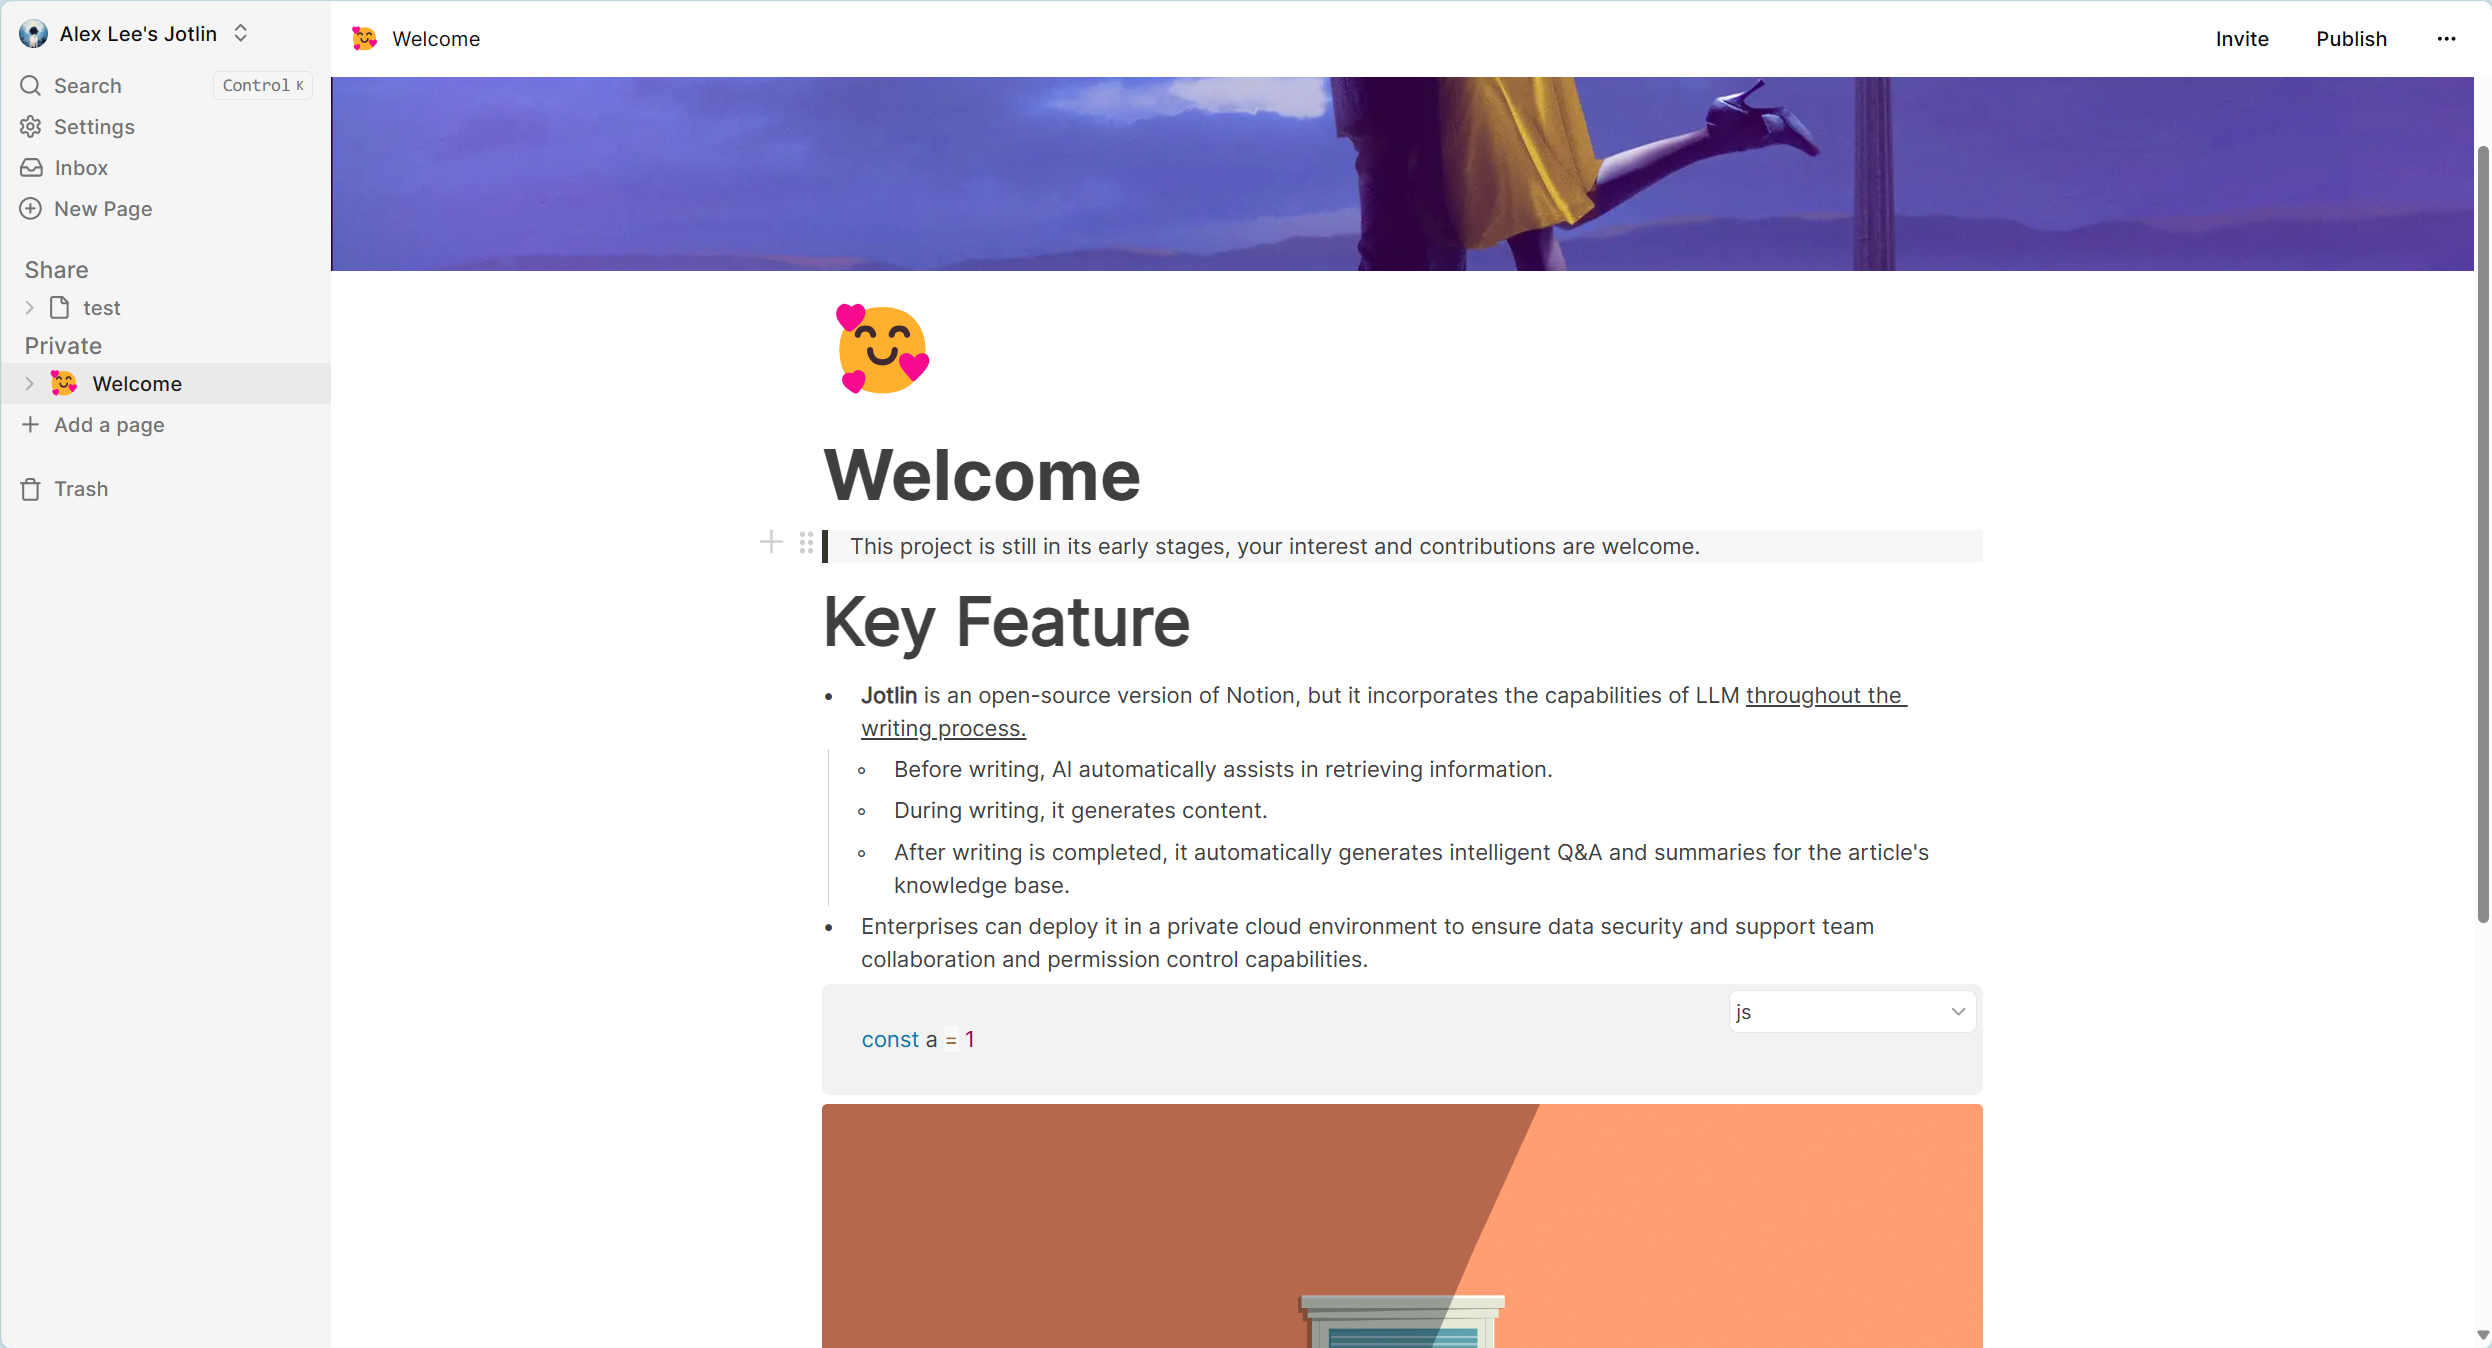 Alex Lee's Jotlin
Search Control K
Settings
Inbox
New Page
Share
test
Private
Welcome
Add a page
Trash
Welcome
Invite Publish
Welcome
This project is still in its early stages, your interest and contributions are welcome.
Key Feature
Jotlin is an open-source version of Notion, but it incorporates the capabilities of LLM throughout the
writing process.
Before writing, AI automatically assists in retrieving information.
During writing, it generates content.
After writing is completed, it automatically generates intelligent Q&A and summaries for the article's
knowledge base.
Enterprises can deploy it in a private cloud environment to ensure data security and support team
collaboration and permission control capabilities.
js
const a = 1